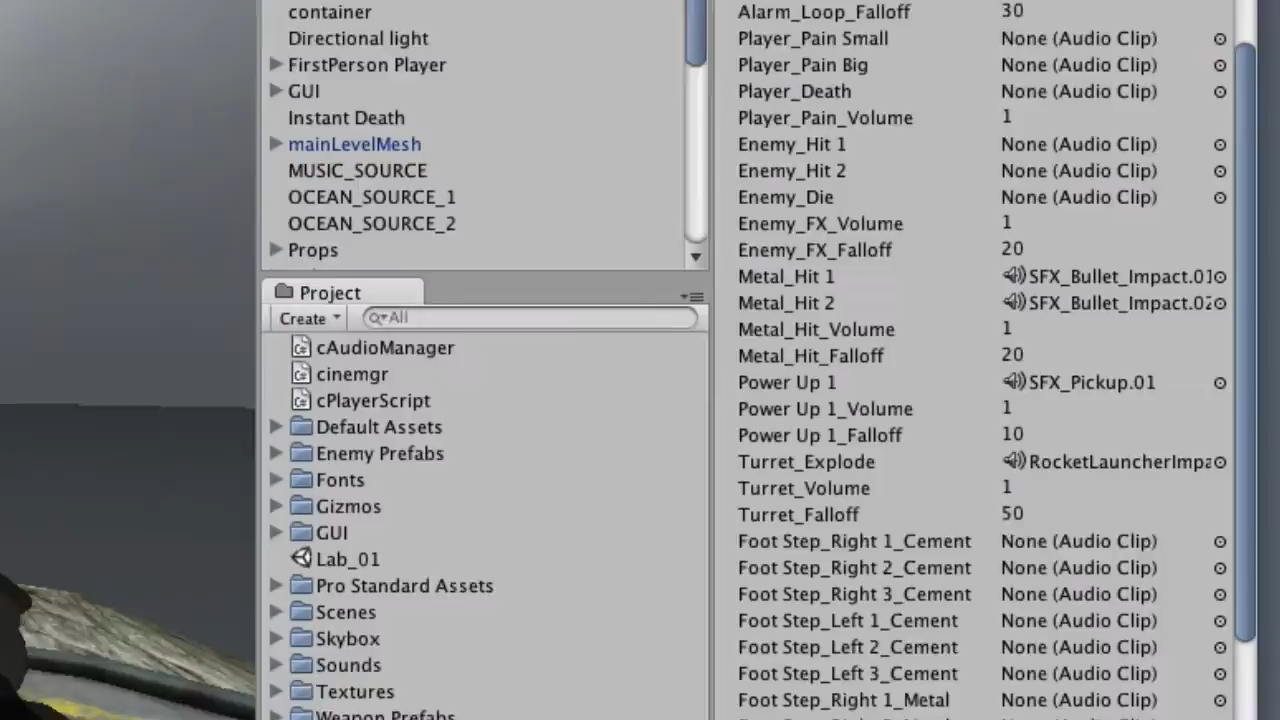 container
Directional light
FirstPerson Player
GUI
Instant Death
mainLevelMesh
MUSIC_SOURCE
OCEAN_SOURCE_1
OCEAN_SOURCE_2
Props
Project
Create
All
cAudioManager
cinemgr
cPlayerScript
Default Assets
Enemy Prefabs
Fonts
Gizmos
GUI
Lab_01
Pro Standard Assets
Scenes
Skybox
Sounds
Textures
Weapon Prefabs
Alarm_Loop_Falloff 30
Player_Pain Small None (Audio Clip)
Player_Pain Big None (Audio Clip)
Player_Death None (Audio Clip)
Player_Pain_Volume 1
Enemy_Hit 1 None (Audio Clip)
Enemy_Hit 2 None (Audio Clip)
Enemy_Die None (Audio Clip)
Enemy_FX_Volume 1
Enemy_FX_Falloff 20
Metal_Hit 1 SFX_Bullet_Impact.01
Metal_Hit 2 SFX_Bullet_Impact.02
Metal_Hit_Volume 1
Metal_Hit_Falloff 20
Power Up 1 SFX_Pickup.01
Power Up 1_Volume 1
Power Up 1_Falloff 10
Turret_Explode RocketLauncherImpa
Turret_Volume 1
Turret_Falloff 50
Foot Step_Right 1_Cement None (Audio Clip)
Foot Step_Right 2_Cement None (Audio Clip)
Foot Step_Right 3_Cement None (Audio Clip)
Foot Step_Left 1_Cement None (Audio Clip)
Foot Step_Left 2_Cement None (Audio Clip)
Foot Step_Left 3_Cement None (Audio Clip)
Foot Step_Right 1_Metal None (Audio Clip)